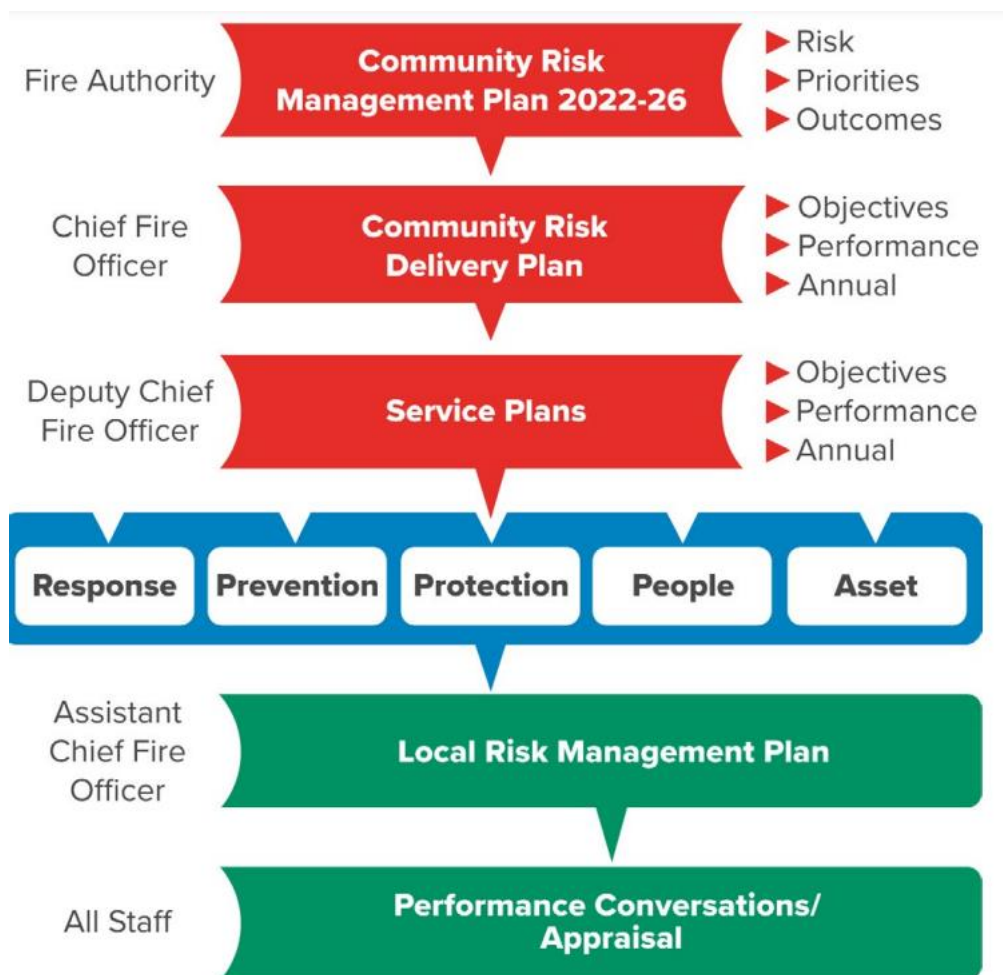 Fire Authority
Community Risk
Management Plan 2022-26
Risk
Priorities
Outcomes
Chief Fire
Officer
Community Risk
Delivery Plan
Objectives
Performance
Annual
Deputy Chief
Fire Officer
Service Plans
Objectives
Performance
Annual
Response
Prevention
Protection
People
Asset
Assistant
Chief Fire
Officer
Local Risk Management Plan
All Staff
Performance Conversations/
Appraisal